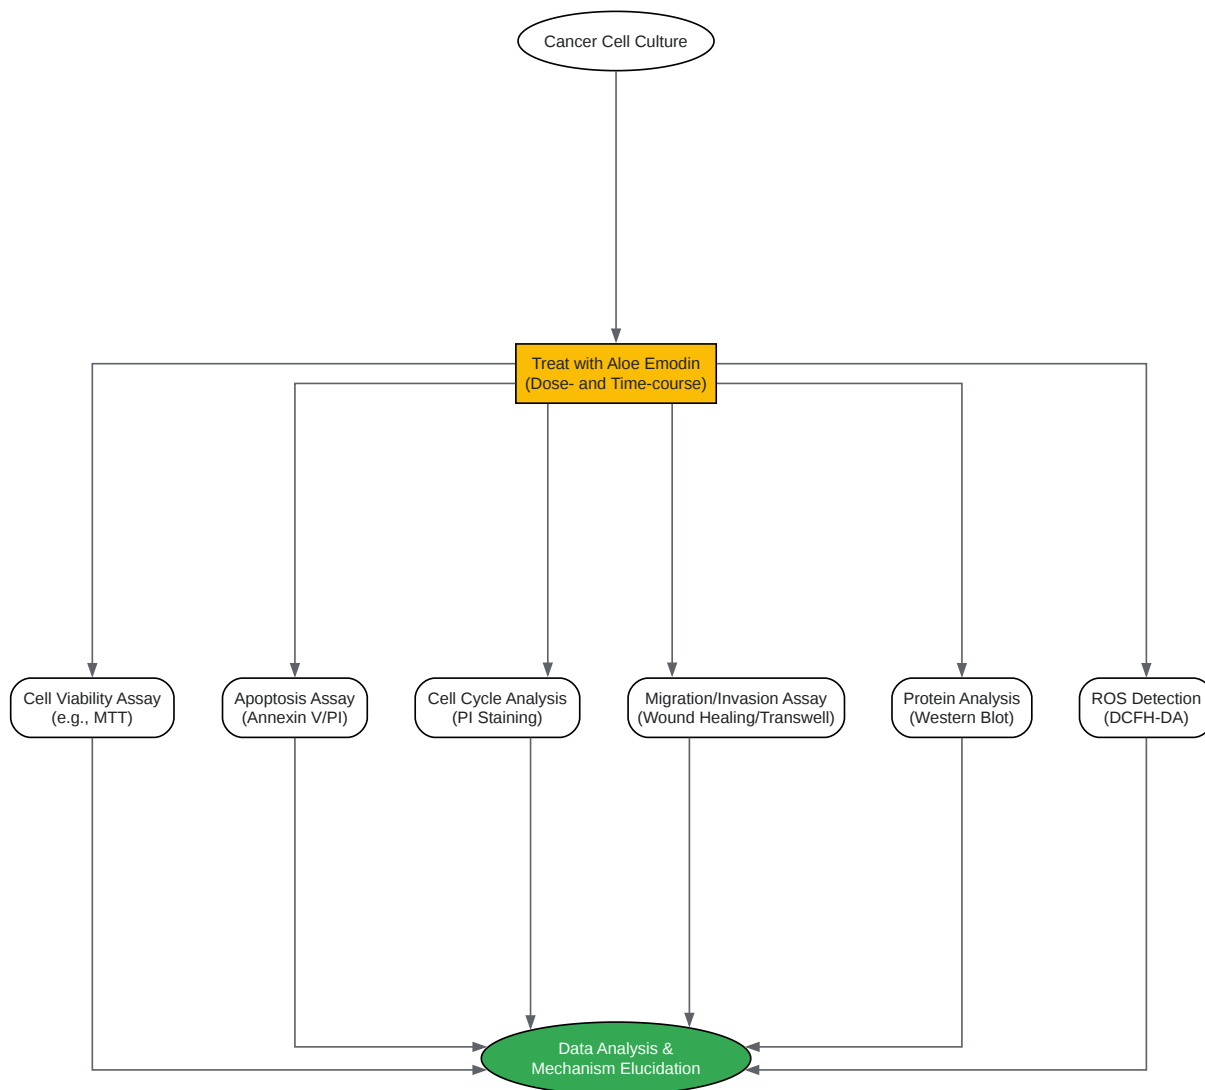 Cancer Cell Culture
Treat with Aloe Emodin
(Dose- and Time-course)
Cell Viability Assay
(e.g., MTT)
Apoptosis Assay
(Annexin V/PI)
Cell Cycle Analysis
(PI Staining)
Migration/Invasion Assay
(Wound Healing/Transwell)
Protein Analysis
(Western Blot)
ROS Detection
(DCFH-DA)
Data Analysis &
Mechanism Elucidation